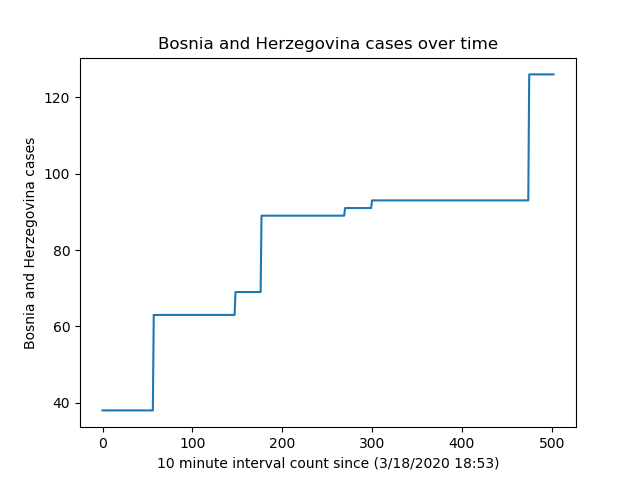 Bosnia and Herzegovina cases over time
120
100
80
60
40
Bosnia and Herzegovina cases
0 100 200 300 400 500
10 minute interval count since (3/18/2020 18:53)